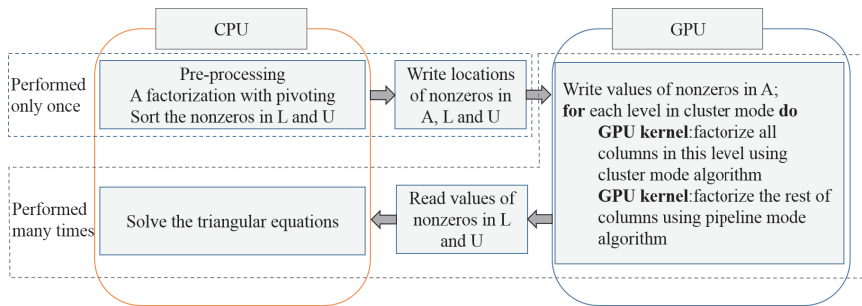 CPU
GPU
Performed
only once
Pre-processing
A factorization with pivoting
Sort the nonzeros in L and U
Write locations
of nonzeros in
A, L and U
Write values of nonzeros in A;
for each level in cluster mode do
GPU kernel:factorize all
columns in this level using
cluster mode algorithm
GPU kernel:factorize the rest of
columns using pipeline mode
algorithm
Performed
many times
Solve the triangular equations
Read values of
nonzeros in L
and U